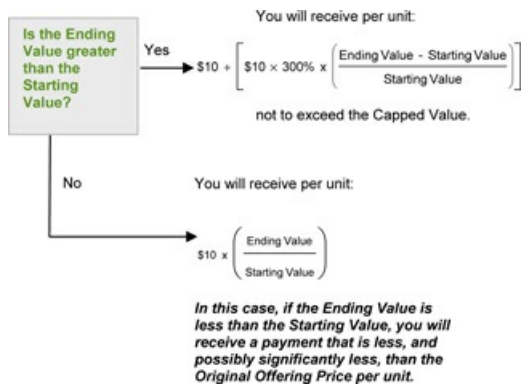 You will receive per unit:
Is the Ending
Value greater
than the
Starting
Value?
Yes
$10 + [ $10 × 300% x ( Ending Value - Starting Value
Starting Value ) ]
not to exceed the Capped Value.
No
You will receive per unit:
$10 x ( Ending Value
Starting Value )
In this case, if the Ending Value is
less than the Starting Value, you will
receive a payment that is less, and
possibly significantly less, than the
Original Offering Price per unit.